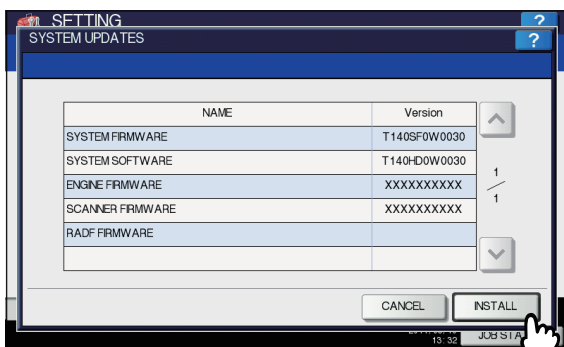 SETTING
?
SYSTEM UPDATES
?
NAME Version
SYSTEM FIRMWARE T140SF0W0030
SYSTEM SOFTWARE T140HD0W0030
ENGINE FIRMWARE XXXXXXXXXX
SCANNER FIRMWARE XXXXXXXXXX
RADF FIRMWARE
1
1
CANCEL INSTALL
13:32 JOB STA